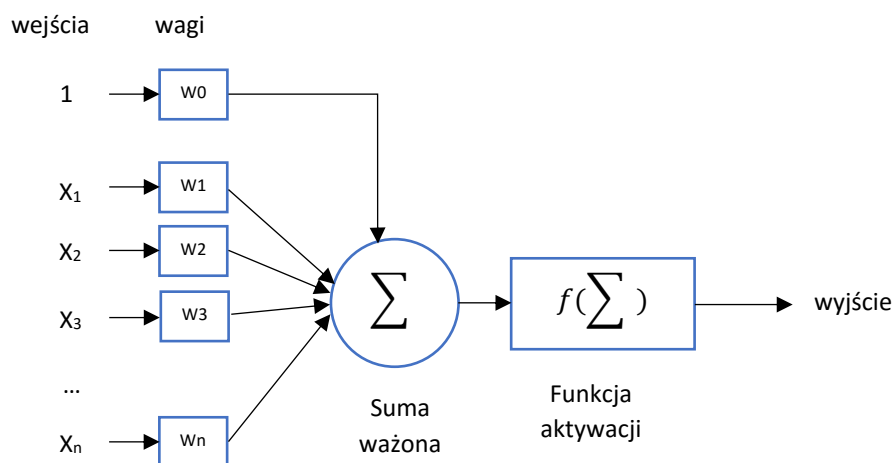 wejścia wagi
1 W0
X₁ W1
X₂ W2
X₃ W3
...
Xₙ Wn
∑
f(∑ )
wyjście
Suma
ważona
Funkcja
aktywacji